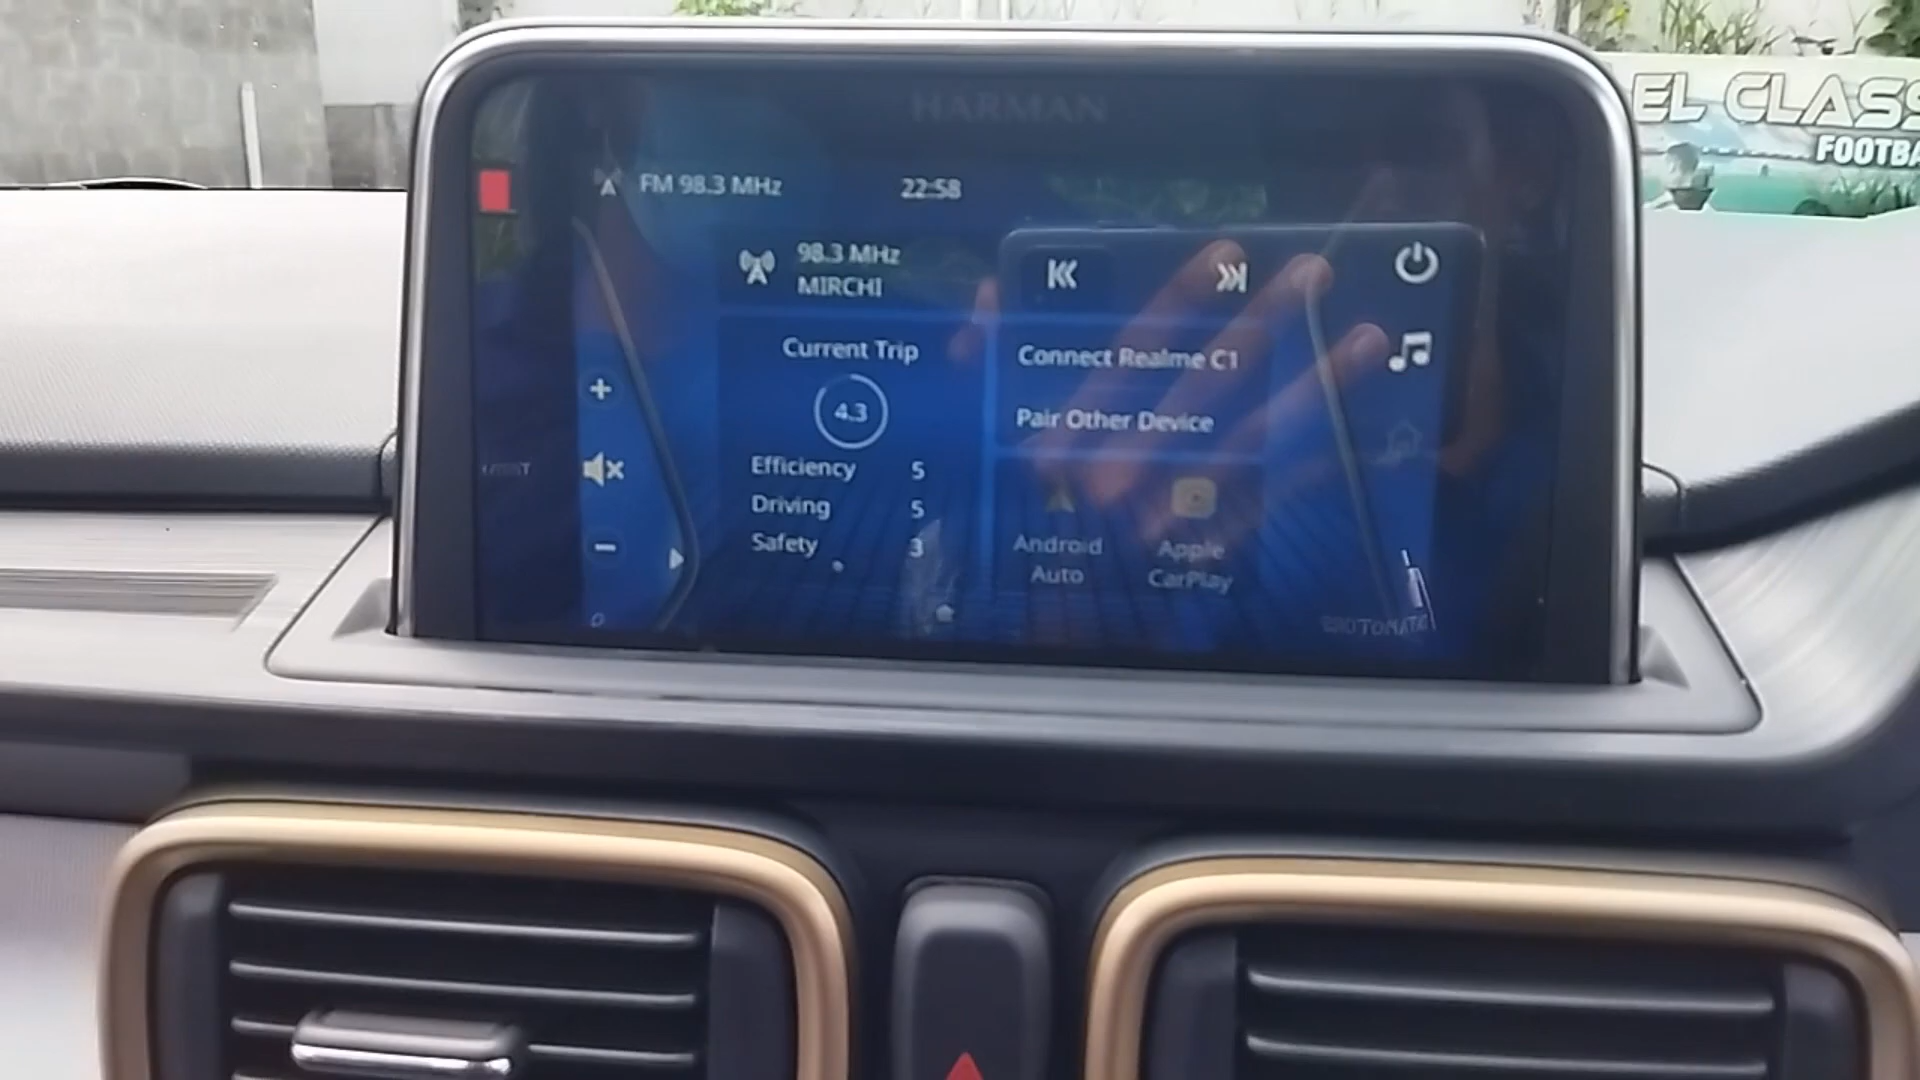 HARMAN
EL CLASS
FOOTBA
FM 98.3 MHz
22:58
98.3 MHz
MIRCHI
Current Trip
4.3
Efficiency 5
Driving 5
Safety 3
Connect Realme C1
Pair Other Device
Android
Auto
Apple
CarPlay